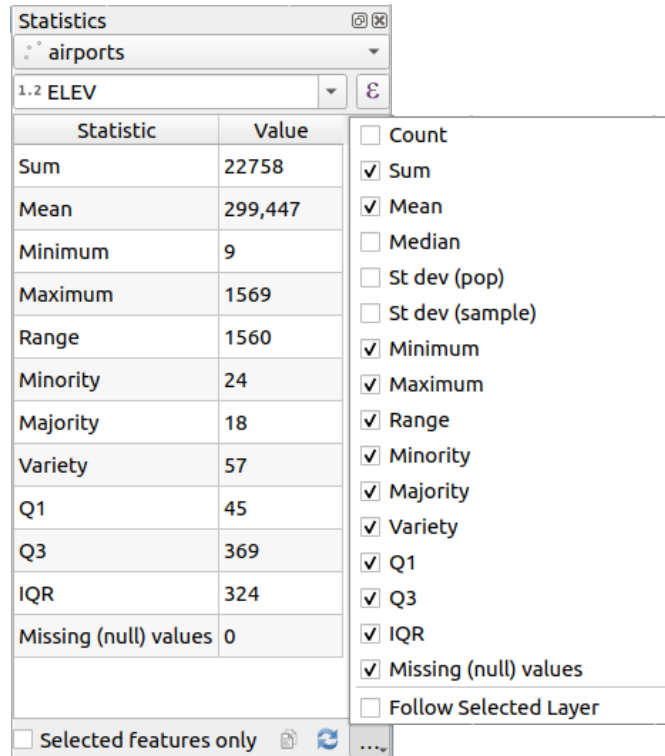 Statistics
airports
1.2 ELEV ε
Statistic Value
Sum 22758
Mean 299,447
Minimum 9
Maximum 1569
Range 1560
Minority 24
Majority 18
Variety 57
Q1 45
Q3 369
IQR 324
Missing (null) values 0
Selected features only ...
Count
Sum
Mean
Median
St dev (pop)
St dev (sample)
Minimum
Maximum
Range
Minority
Majority
Variety
Q1
Q3
IQR
Missing (null) values
Follow Selected Layer